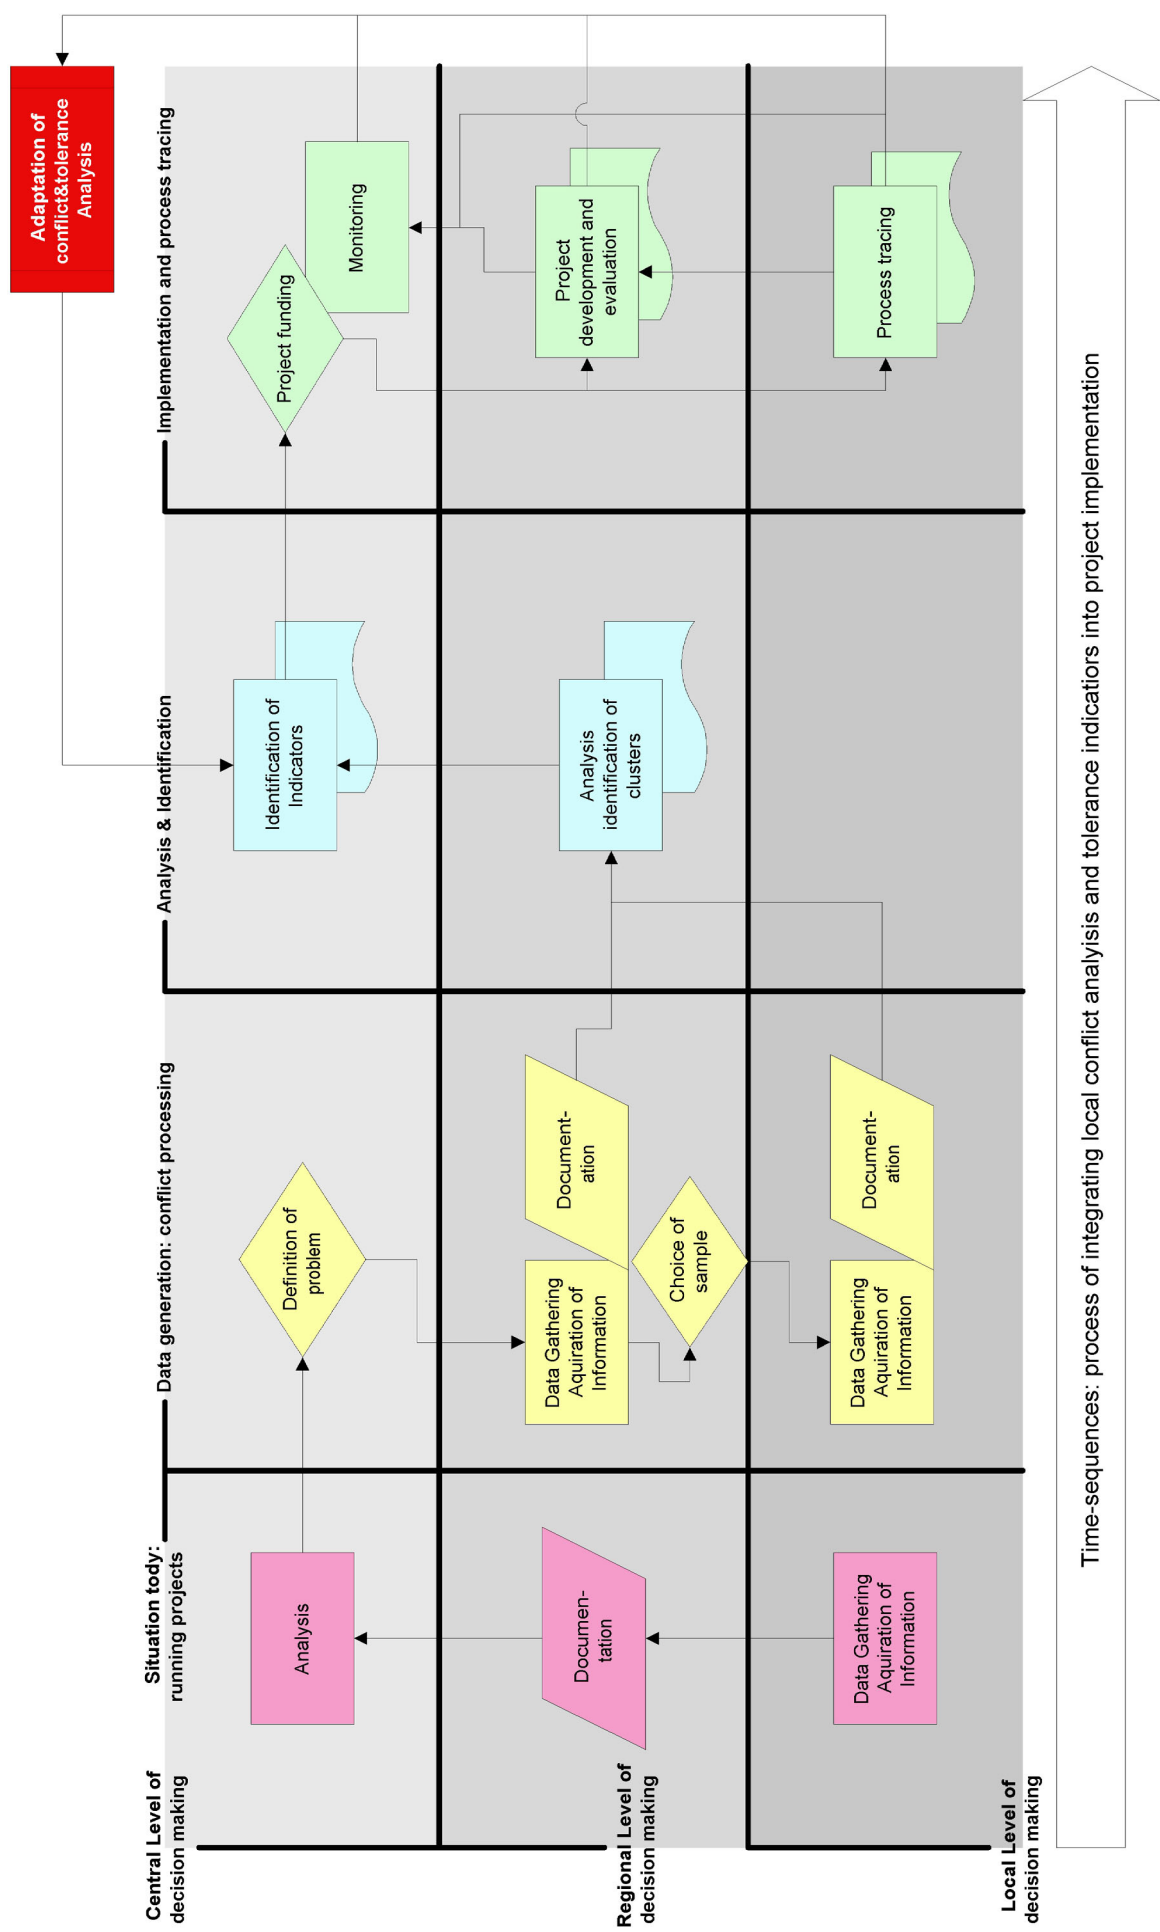 Adaptation of
conflict&tolerance
Analysis
Situation tody:
running projects
Data generation: conflict processing
Analysis & Identification
Implementation and process tracing
Central Level of
decision making
Analysis
Definition of
problem
Identification of
Indicators
Project funding
Monitoring
Regional Level of
decision making
Documen-
tation
Data Gathering
Aquiration of
Information
Document-
ation
Choice of
sample
Analysis
identification of
clusters
Project
development and
evaluation
Local Level of
decision making
Data Gathering
Aquiration of
Information
Data Gathering
Aquiration of
Information
Document-
ation
Process tracing
Time-sequences: process of integrating local conflict analyisis and tolerance indicatiors into project implementation